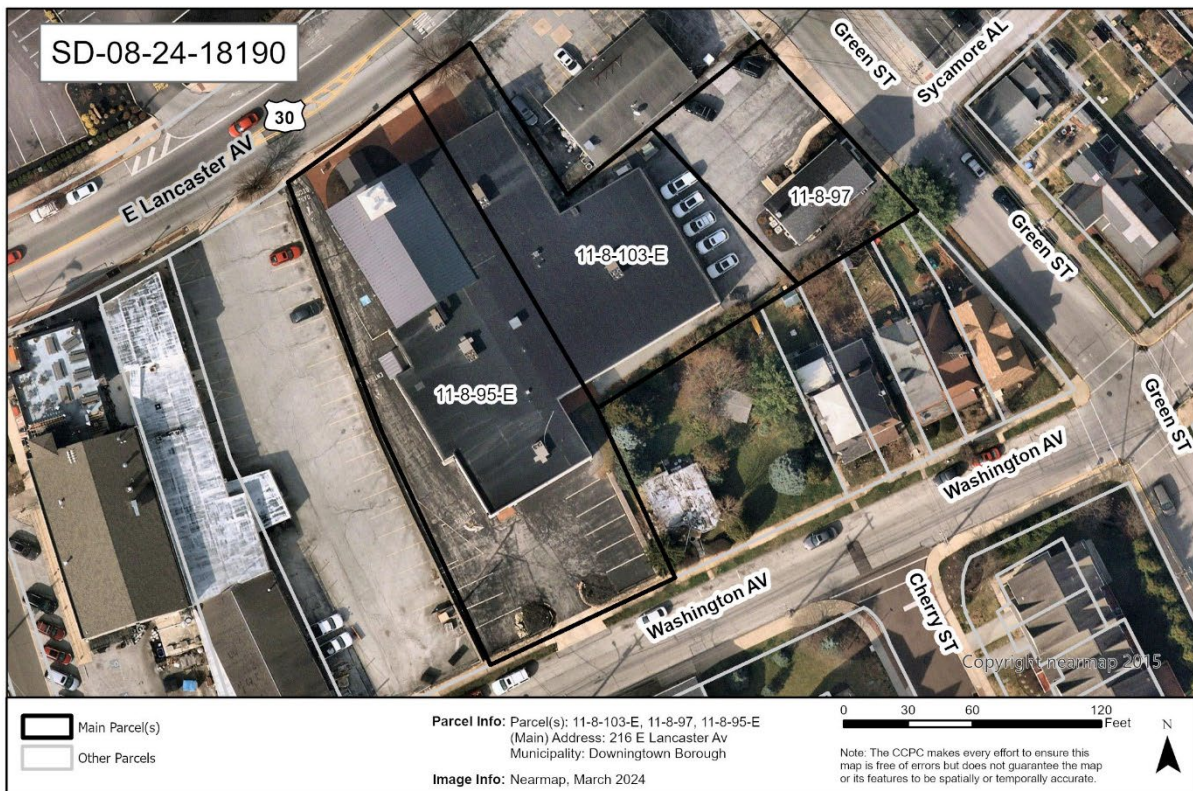 SD-08-24-18190
30
E Lancaster AV
Green ST
Sycamore AL
11-8-97
11-8-103-E
Green ST
11-8-95-E
Green ST
Washington AV
Washington AV
Cherry ST
Copyright nearmap 2015
Main Parcel(s)
Other Parcels
Parcel Info: Parcel(s): 11-8-103-E, 11-8-97, 11-8-95-E
(Main) Address: 216 E Lancaster Av
Municipality: Downingtown Borough
Image Info: Nearmap, March 2024
0 30 60 120
Feet
N
Note: The CCPC makes every effort to ensure this
map is free of errors but does not guarantee the map
or its features to be spatially or temporally accurate.